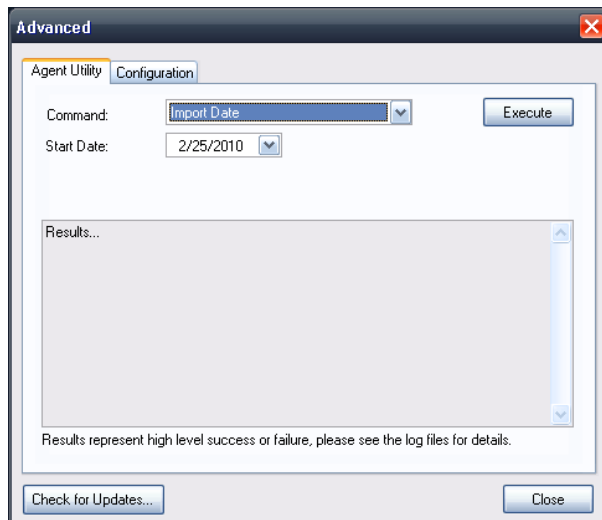 Advanced
Agent Utility Configuration
Command: Import Date Execute
Start Date: 2/25/2010
Results...
Results represent high level success or failure, please see the log files for details.
Check for Updates... Close